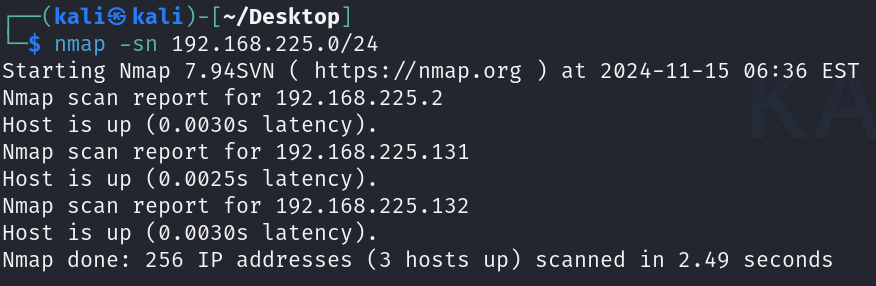 ┌──(kali㉿kali)-[~/Desktop]
└─$ nmap -sn 192.168.225.0/24
Starting Nmap 7.94SVN ( https://nmap.org ) at 2024-11-15 06:36 EST
Nmap scan report for 192.168.225.2
Host is up (0.0030s latency).
Nmap scan report for 192.168.225.131
Host is up (0.0025s latency).
Nmap scan report for 192.168.225.132
Host is up (0.0030s latency).
Nmap done: 256 IP addresses (3 hosts up) scanned in 2.49 seconds
KA